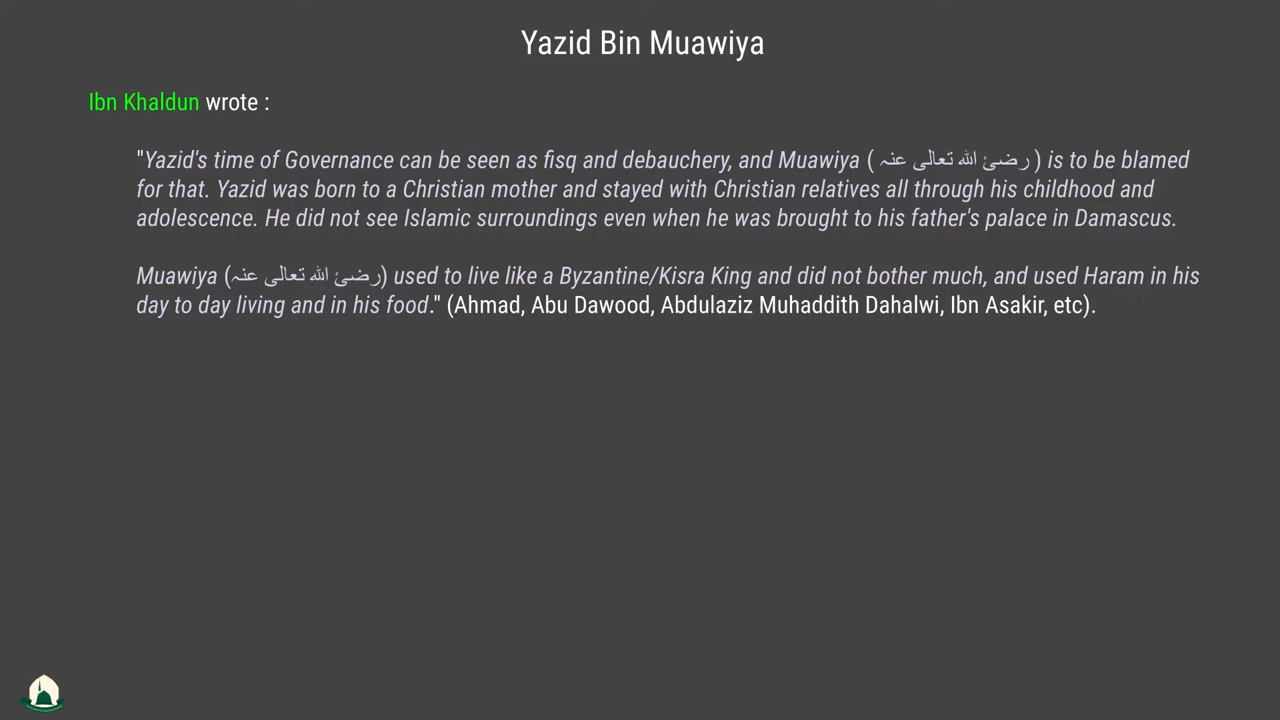 Yazid Bin Muawiya
Ibn Khaldun wrote :
"Yazid's time of Governance can be seen as fisq and debauchery, and Muawiya ( رضئ الله تعالى عنہ ) is to be blamed
for that. Yazid was born to a Christian mother and stayed with Christian relatives all through his childhood and
adolescence. He did not see Islamic surroundings even when he was brought to his father's palace in Damascus.
Muawiya (رضئ الله تعالى عنہ) used to live like a Byzantine/Kisra King and did not bother much, and used Haram in his
day to day living and in his food." (Ahmad, Abu Dawood, Abdulaziz Muhaddith Dahalwi, Ibn Asakir, etc).